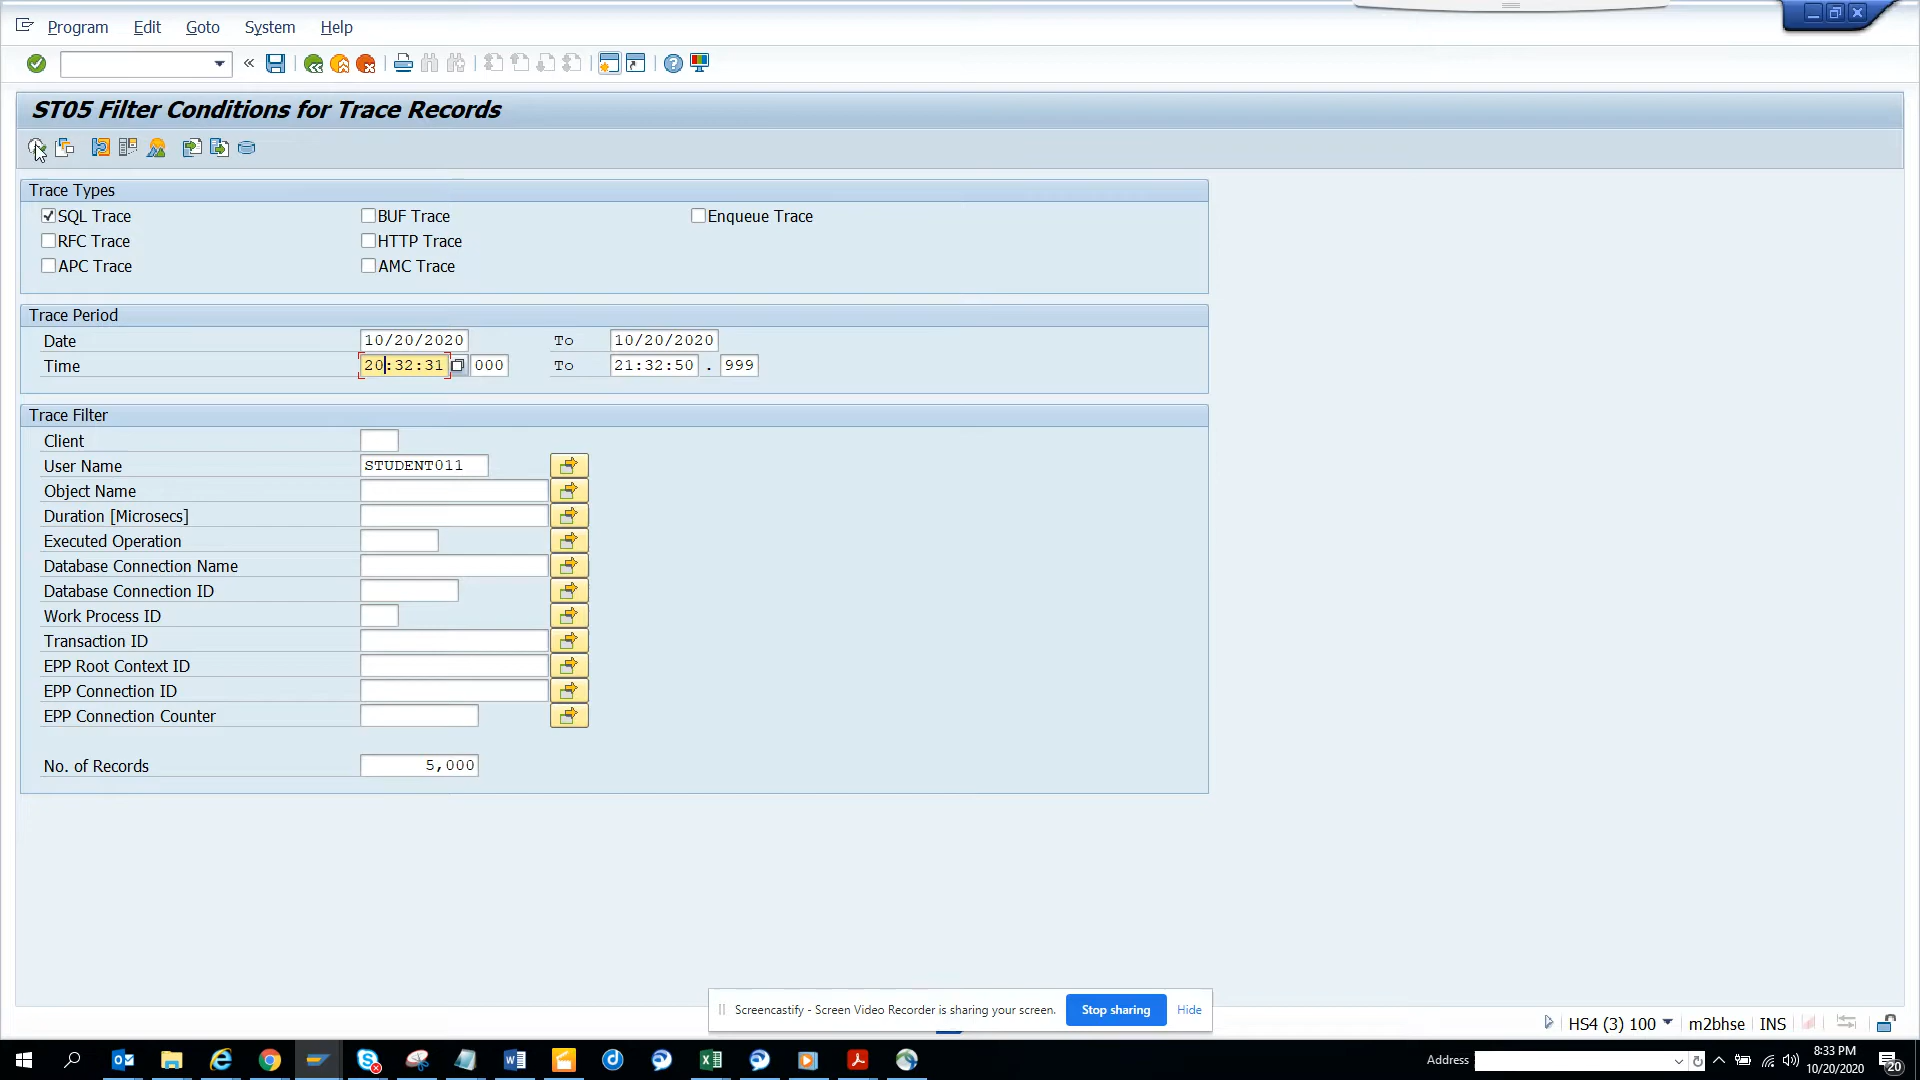 Program Edit Goto System Help
«
ST05 Filter Conditions for Trace Records
Trace Types
SQL Trace BUF Trace Enqueue Trace
RFC Trace HTTP Trace
APC Trace AMC Trace
Trace Period
Date 10/20/2020 To 10/20/2020
Time 20:32:31 000 To 21:32:50 . 999
Trace Filter
Client
User Name STUDENT011
Object Name
Duration [Microsecs]
Executed Operation
Database Connection Name
Database Connection ID
Work Process ID
Transaction ID
EPP Root Context ID
EPP Connection ID
EPP Connection Counter
No. of Records 5,000
Screencastify - Screen Video Recorder is sharing your screen. Stop sharing Hide
HS4 (3) 100 m2bhse INS
Address 8:33 PM
10/20/2020 20